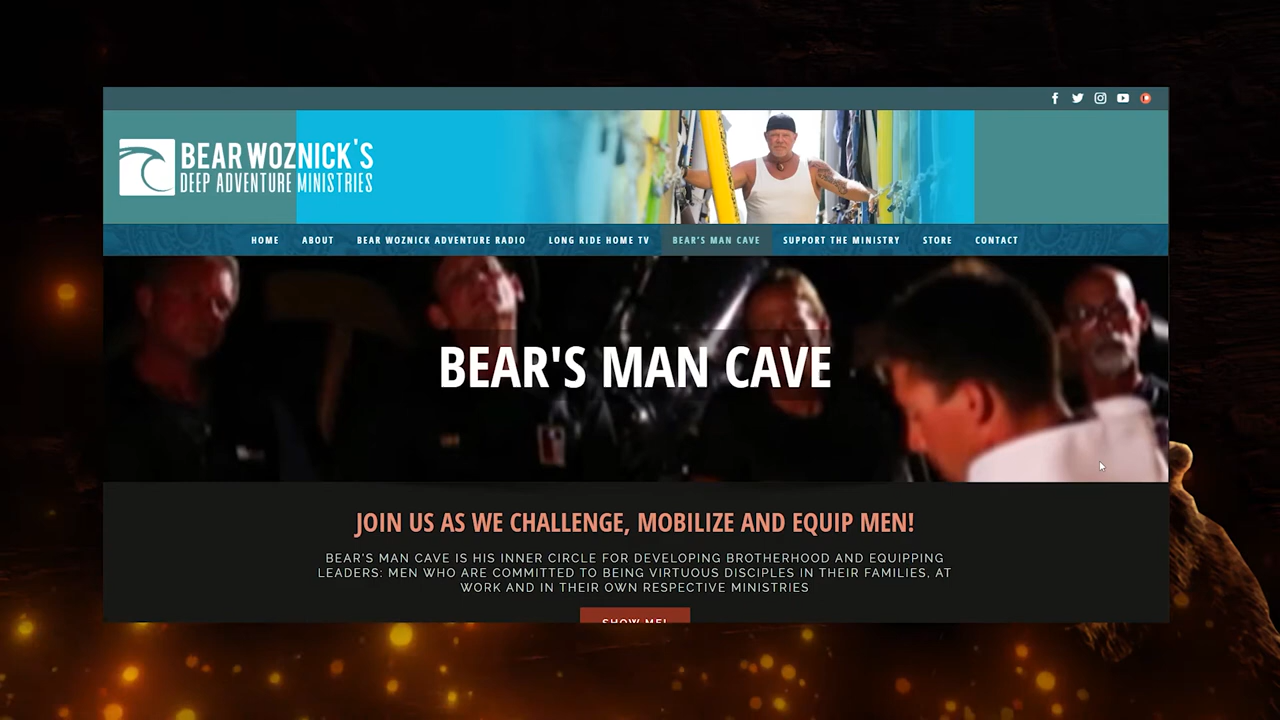 BEAR WOZNICK'S
DEEP ADVENTURE MINISTRIES
HOME ABOUT BEAR WOZNICK ADVENTURE RADIO LONG RIDE HOME TV BEAR'S MAN CAVE SUPPORT THE MINISTRY STORE CONTACT
BEAR'S MAN CAVE
JOIN US AS WE CHALLENGE, MOBILIZE AND EQUIP MEN!
BEAR'S MAN CAVE IS HIS INNER CIRCLE FOR DEVELOPING BROTHERHOOD AND EQUIPPING
LEADERS: MEN WHO ARE COMMITTED TO BEING VIRTUOUS DISCIPLES IN THEIR FAMILIES, AT
WORK AND IN THEIR OWN RESPECTIVE MINISTRIES
SHOW ME!